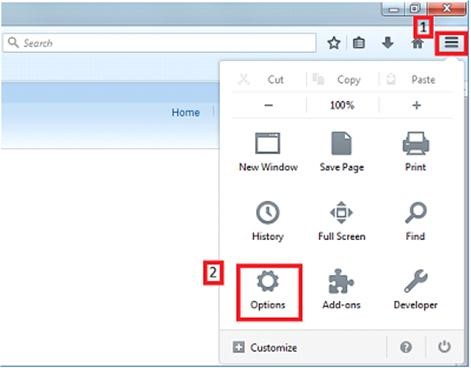 1
Search
Cut Copy Paste
− 100% +
Home
New Window Save Page Print
History Full Screen Find
2
Options Add-ons Developer
Customize ?